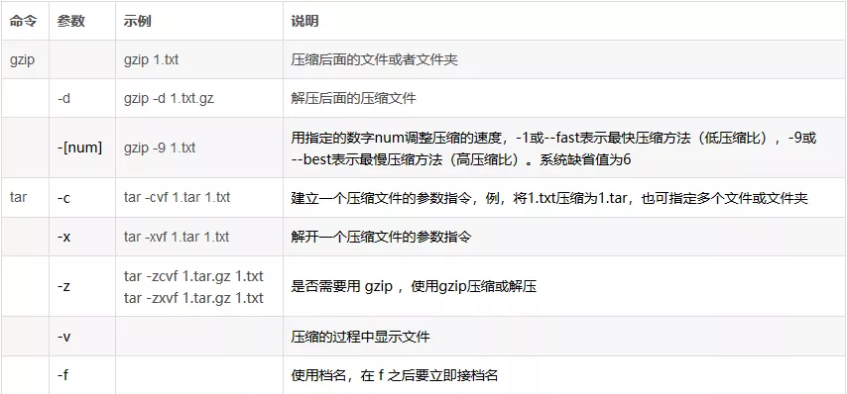 命令 参数 示例 说明
gzip gzip 1.txt 压缩后面的文件或者文件夹
-d gzip -d 1.txt.gz 解压后面的压缩文件
-[num] gzip -9 1.txt 用指定的数字num调整压缩的速度，-1或--fast表示最快压缩方法（低压缩比），-9或
--best表示最慢压缩方法（高压缩比）。系统缺省值为6
tar -c tar -cvf 1.tar 1.txt 建立一个压缩文件的参数指令，例，将1.txt压缩为1.tar，也可指定多个文件或文件夹
-x tar -xvf 1.tar 1.txt 解开一个压缩文件的参数指令
-z tar -zcvf 1.tar.gz 1.txt 是否需要用 gzip ，使用gzip压缩或解压
tar -zxvf 1.tar.gz 1.txt
-v 压缩的过程中显示文件
-f 使用档名，在 f 之后要立即接档名